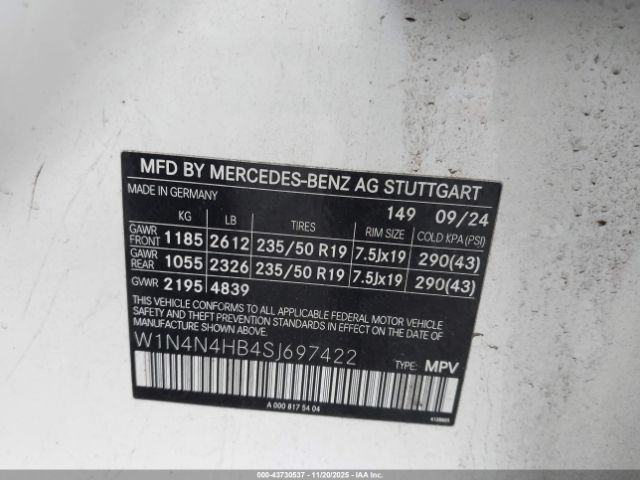 MFD BY MERCEDES-BENZ AG STUTTGART
MADE IN GERMANY 149 09/24
KG LB TIRES RIM SIZE COLD KPA(PSI)
GAWR FRONT 1185 2612 235/50 R19 7.5Jx19 290(43)
GAWR REAR 1055 2326 235/50 R19 7.5Jx19 290(43)
GVWR 2195 4839
THIS VEHICLE CONFORMS TO ALL APPLICABLE FEDERAL MOTOR VEHICLE
SAFETY AND THEFT PREVENTION STANDARDS IN EFFECT ON THE DATE OF
MANUFACTURE SHOWN ABOVE.
W1N4N4HB4SJ697422 TYPE: MPV
A 000 817 54 04
000-43730537 - 11/20/2025 - IAAI.COM